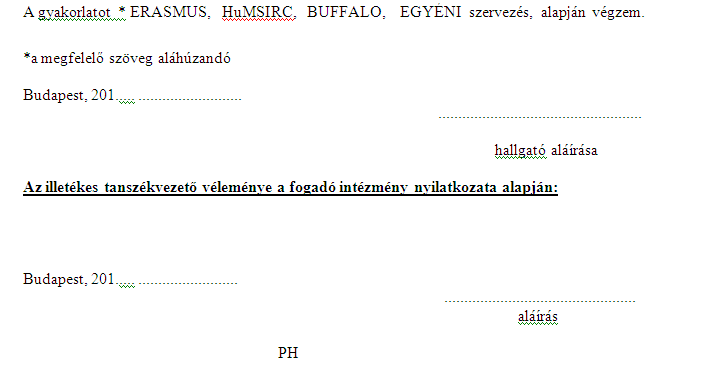 A gyakorlatot * ERASMUS, HuMSIRC, BUFFALO, EGYÉNI szervezés, alapján végzem.
*a megfelelő szöveg aláhúzandó
Budapest, 201..... ..........................
...................................................
hallgató aláírása
Az illetékes tanszékvezető véleménye a fogadó intézmény nyilatkozata alapján:
Budapest, 201..... .........................
................................................
aláírás
PH